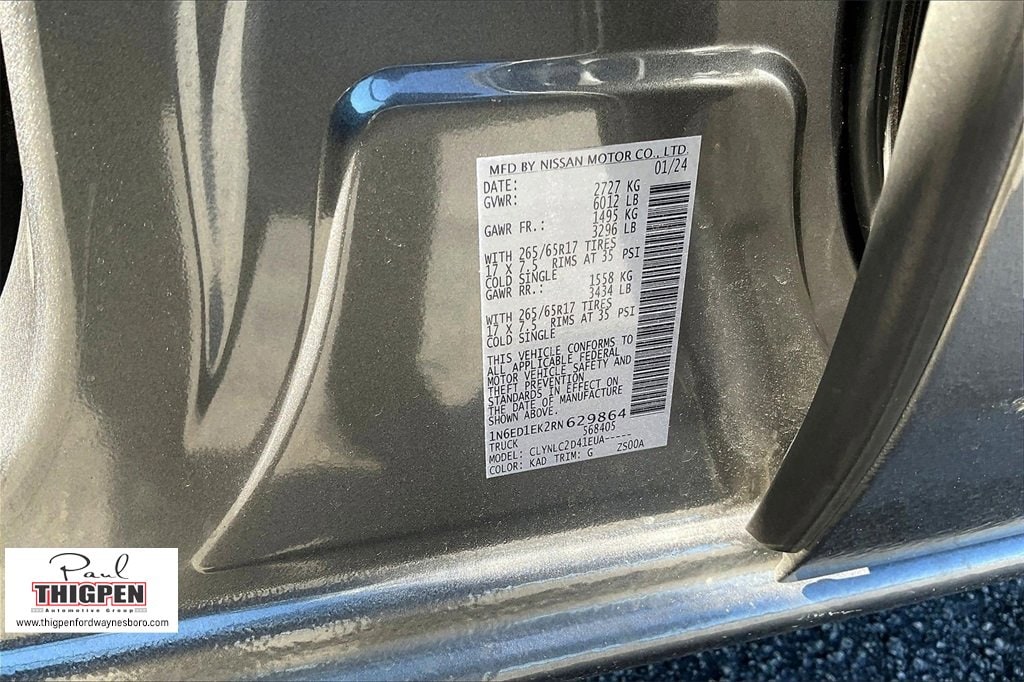 MFD BY NISSAN MOTOR CO., LTD.
DATE: 01/24
GVWR: 2727 KG
6012 LB
GAWR FR.: 1495 KG
3296 LB
WITH 265/65R17 TIRES
17 X 7.5 RIMS AT 35 PSI
COLD SINGLE
GAWR RR.: 1558 KG
3434 LB
WITH 265/65R17 TIRES
17 X 7.5 RIMS AT 35 PSI
COLD SINGLE
THIS VEHICLE CONFORMS TO
ALL APPLICABLE FEDERAL
MOTOR VEHICLE SAFETY AND
THEFT PREVENTION
STANDARDS IN EFFECT ON
THE DATE OF MANUFACTURE
SHOWN ABOVE.
1N6ED1EK2RN629864
TRUCK 568405
MODEL: CLYNLC2D41EUA-----
COLOR: KAD TRIM: G ZS00A
Paul
THIGPEN
Automotive Group
www.thigpenfordwaynesboro.com